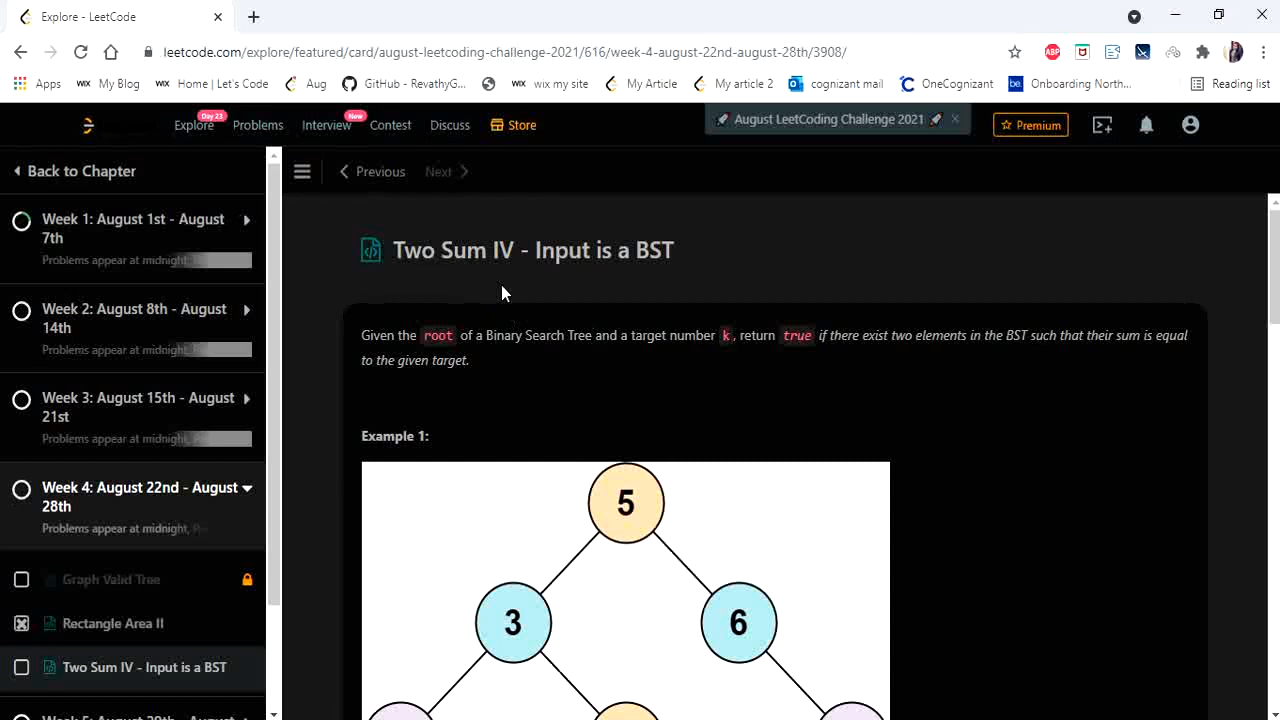 Explore - LeetCode
leetcode.com/explore/featured/card/august-leetcoding-challenge-2021/616/week-4-august-22nd-august-28th/3908/
ABP
Apps WIX My Blog WIX Home | Let's Code Aug GitHub - RevathyG... WIX wix my site My Article My article 2 cognizant mail OneCognizant be Onboarding North... Reading list
Explore Day 23 Problems Interview New Contest Discuss Store August LeetCoding Challenge 2021 Premium
Back to Chapter
Previous Next
Week 1: August 1st - August
7th
Problems appear at midnight,
Week 2: August 8th - August
14th
Problems appear at midnight,
Week 3: August 15th - August
21st
Problems appear at midnight,
Week 4: August 22nd - August
28th
Problems appear at midnight,
Graph Valid Tree
Rectangle Area II
Two Sum IV - Input is a BST
Two Sum IV - Input is a BST
Given the root of a Binary Search Tree and a target number k, return true if there exist two elements in the BST such that their sum is equal
to the given target.
Example 1:
5
3 6